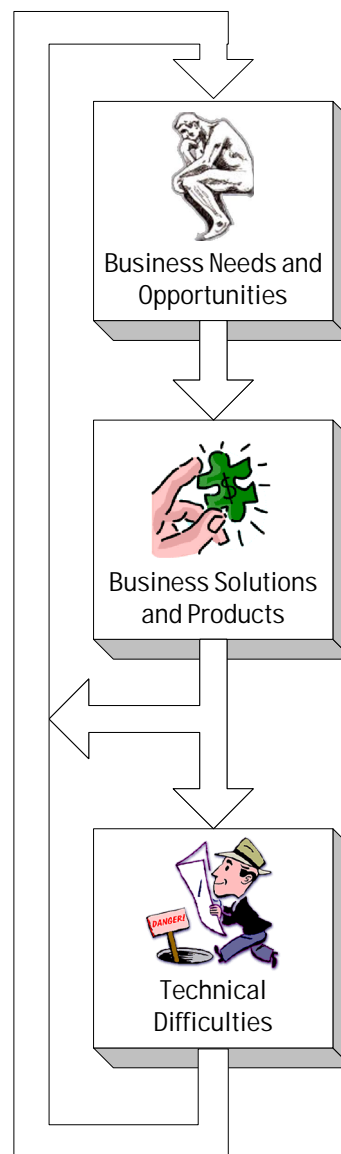 Business Needs and
Opportunities
$
Business Solutions
and Products
DANGER!
Technical
Difficulties